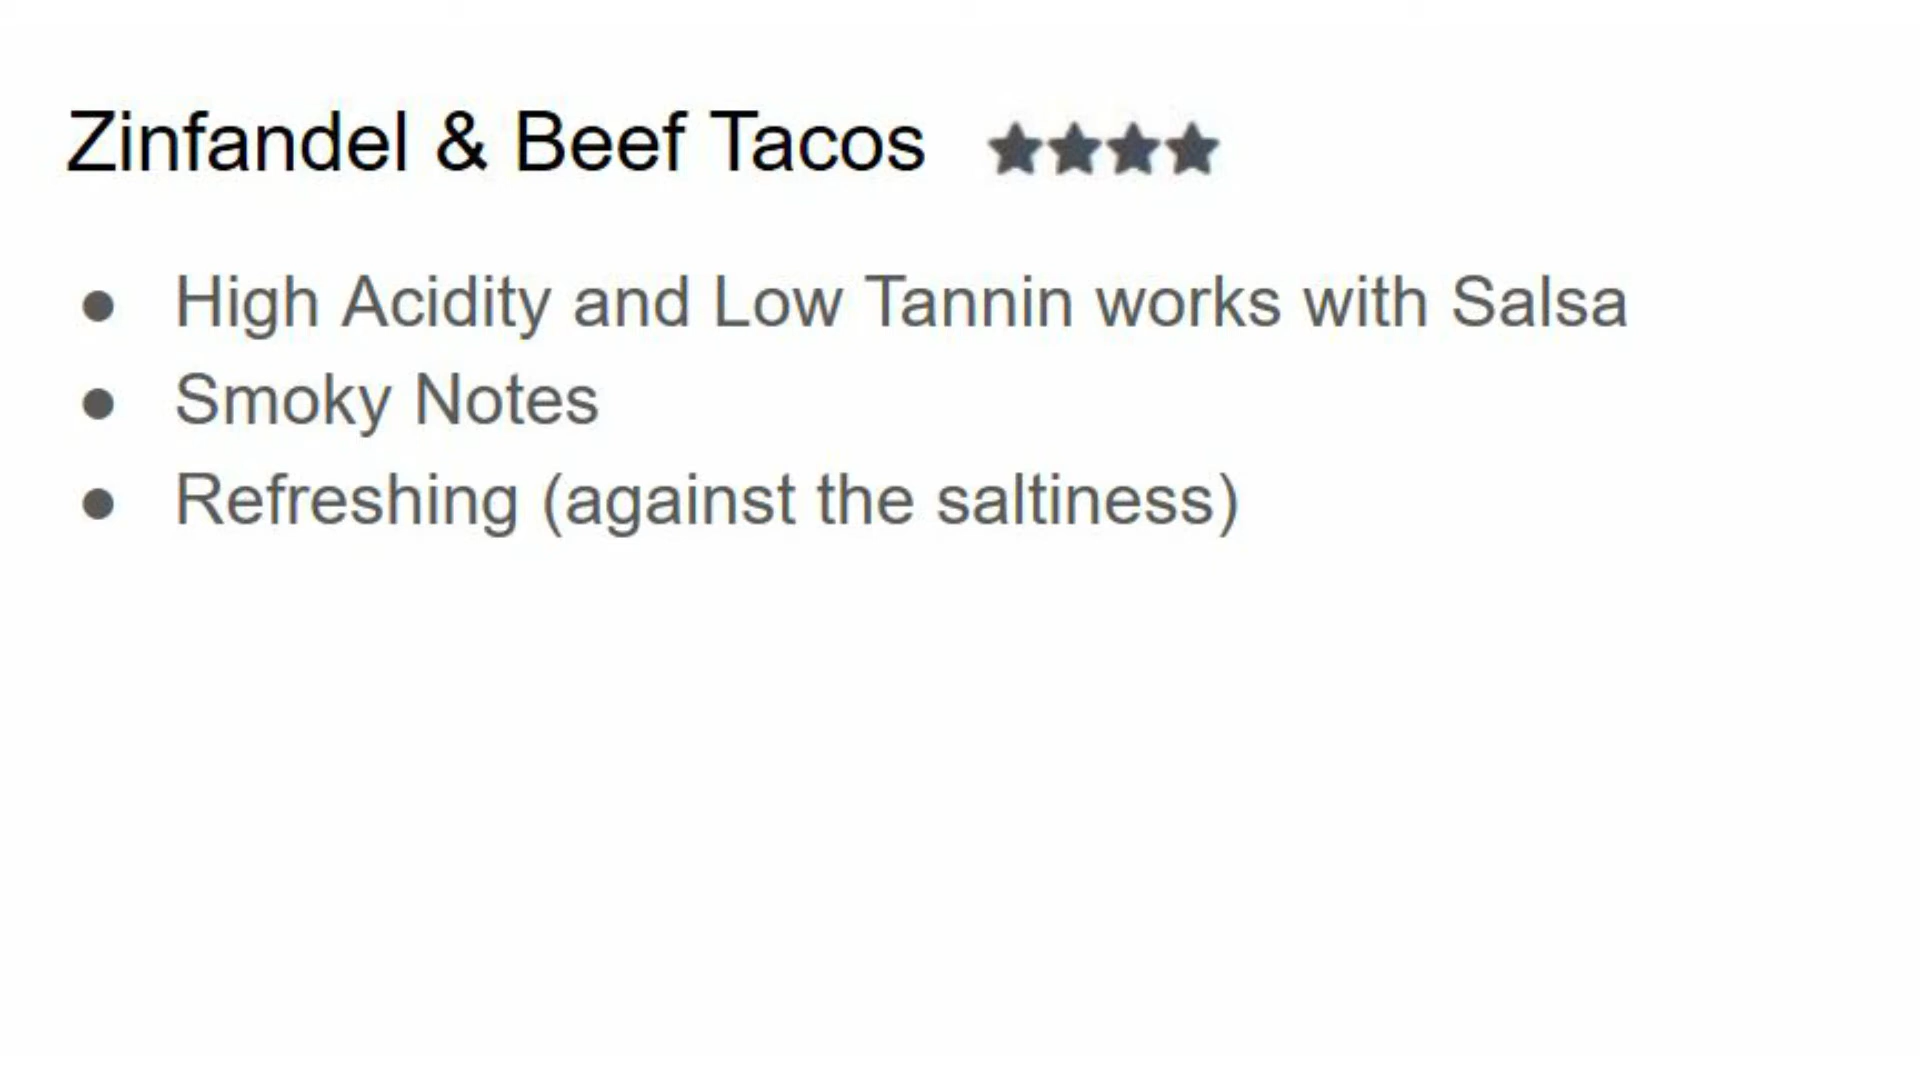 Zinfandel & Beef Tacos ★★★★
● High Acidity and Low Tannin works with Salsa
● Smoky Notes
● Refreshing (against the saltiness)